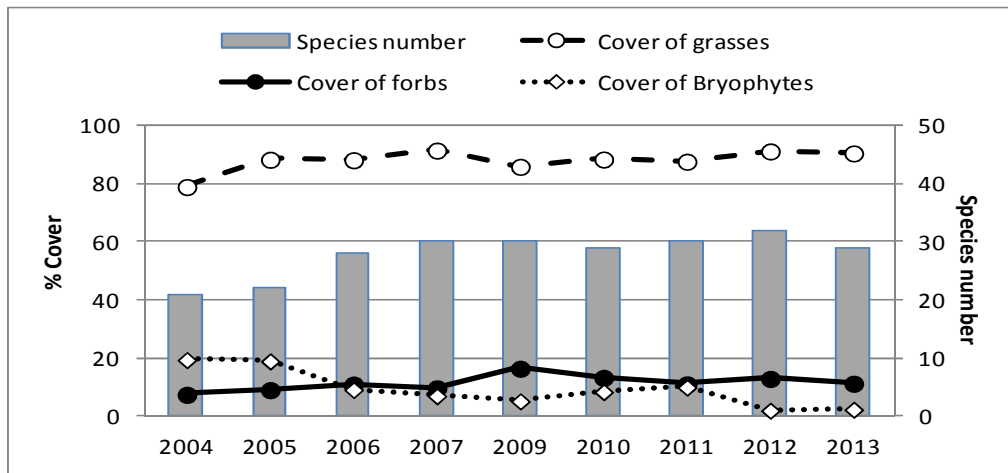 Species number
Cover of grasses
Cover of forbs
Cover of Bryophytes
100
80
60
40
20
0
% Cover
50
40
30
20
10
0
Species number
2004 2005 2006 2007 2009 2010 2011 2012 2013